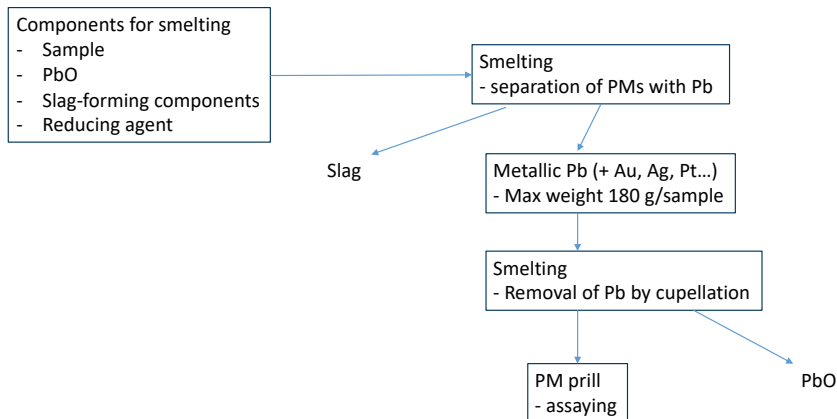 Components for smelting
- Sample
- PbO
- Slag-forming components
- Reducing agent
Smelting
- separation of PMs with Pb
Slag
Metallic Pb (+ Au, Ag, Pt…)
- Max weight 180 g/sample
Smelting
- Removal of Pb by cupellation
PM prill
- assaying
PbO